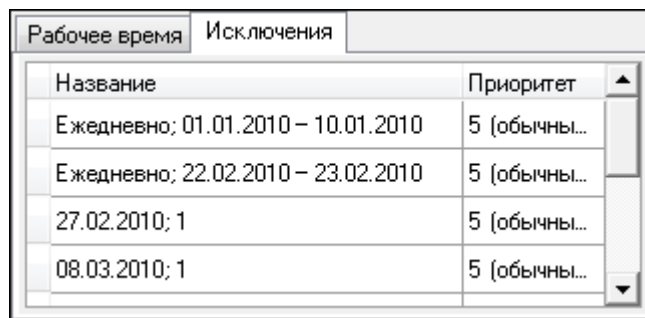 Рабочее время Исключения
Название Приоритет
Ежедневно; 01.01.2010 – 10.01.2010 5 (обычны...
Ежедневно; 22.02.2010 – 23.02.2010 5 (обычны...
27.02.2010; 1 5 (обычны...
08.03.2010; 1 5 (обычны...